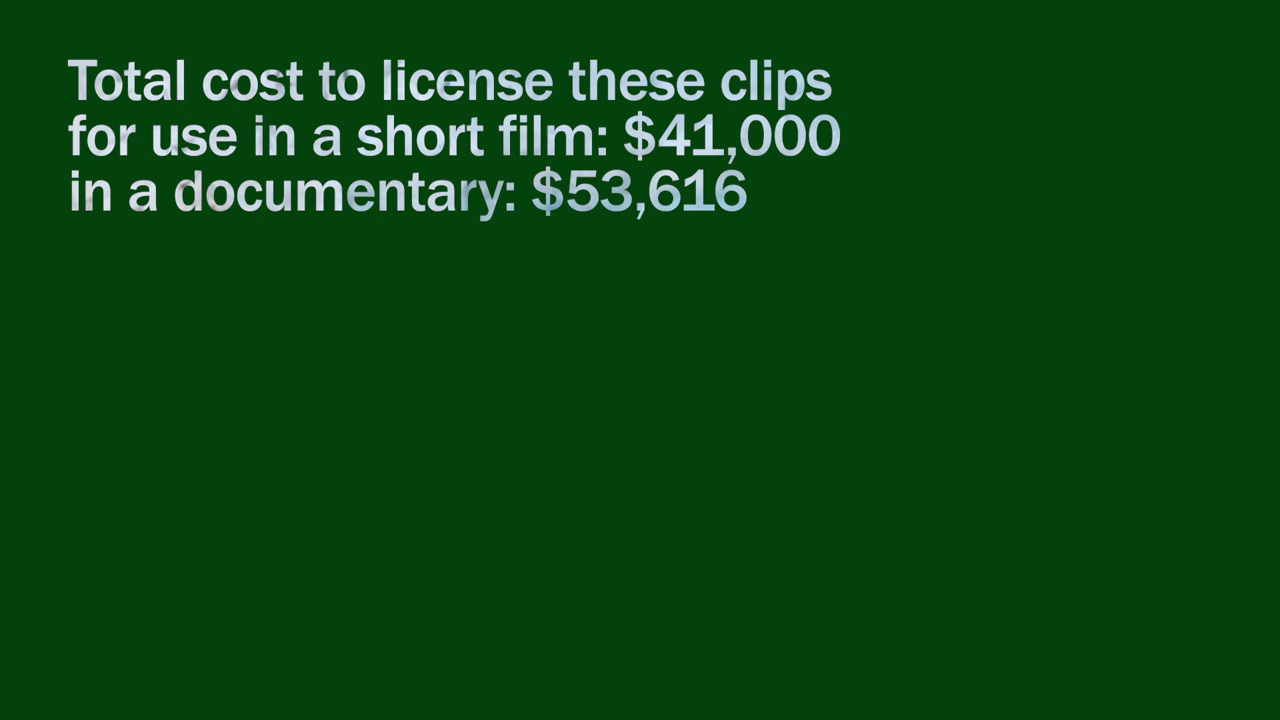 Total cost to license these clips
for use in a short film: $41,000
in a documentary: $53,616